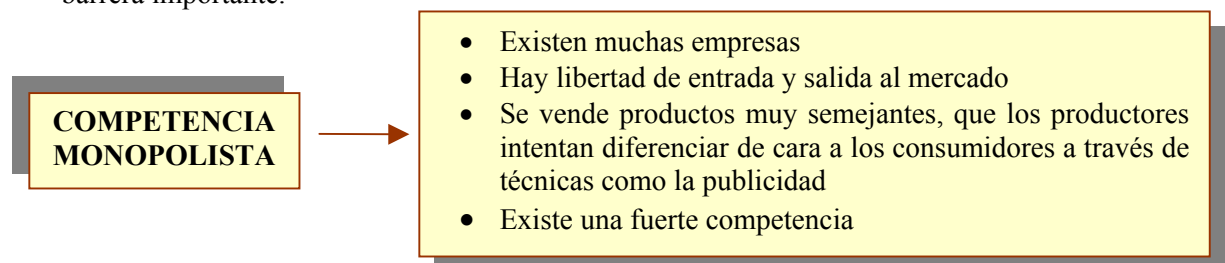 barrera importante.
COMPETENCIA
MONOPOLISTA
• Existen muchas empresas
• Hay libertad de entrada y salida al mercado
• Se vende productos muy semejantes, que los productores
intentan diferenciar de cara a los consumidores a través de
técnicas como la publicidad
• Existe una fuerte competencia